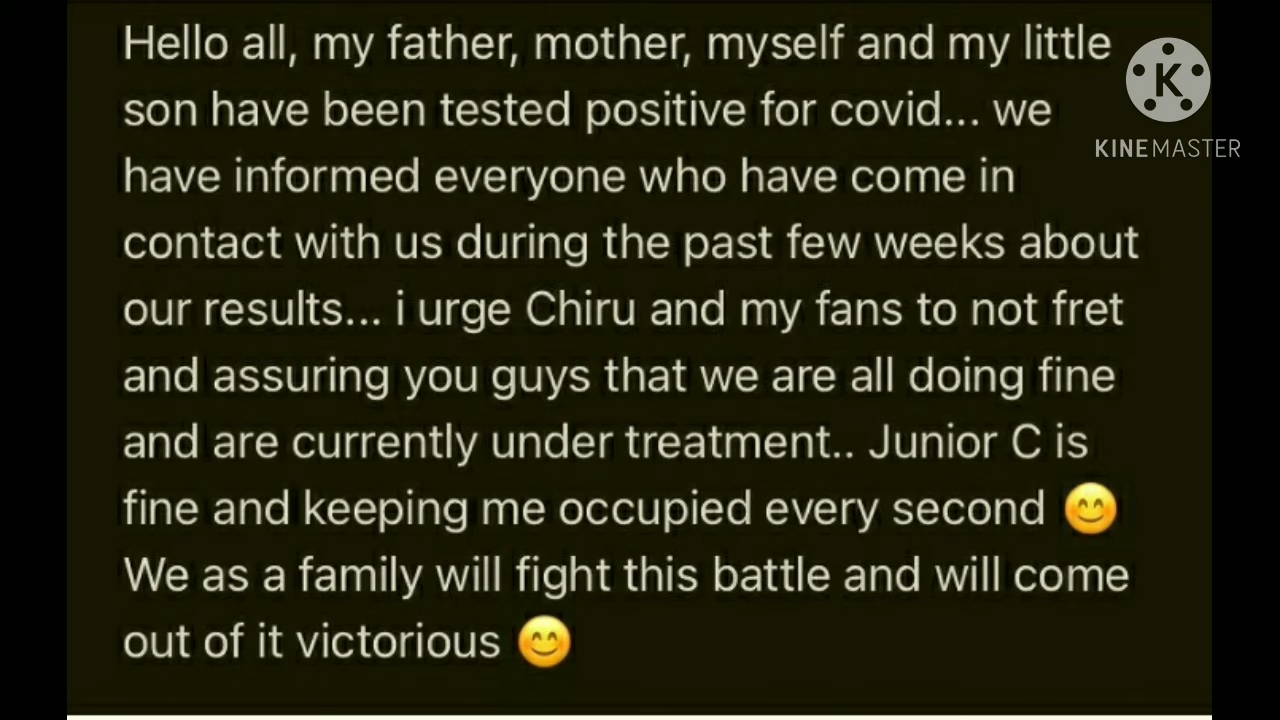 Hello all, my father, mother, myself and my little
son have been tested positive for covid... we
have informed everyone who have come in
contact with us during the past few weeks about
our results... i urge Chiru and my fans to not fret
and assuring you guys that we are all doing fine
and are currently under treatment.. Junior C is
fine and keeping me occupied every second 😊
We as a family will fight this battle and will come
out of it victorious 😊
K
KINEMASTER